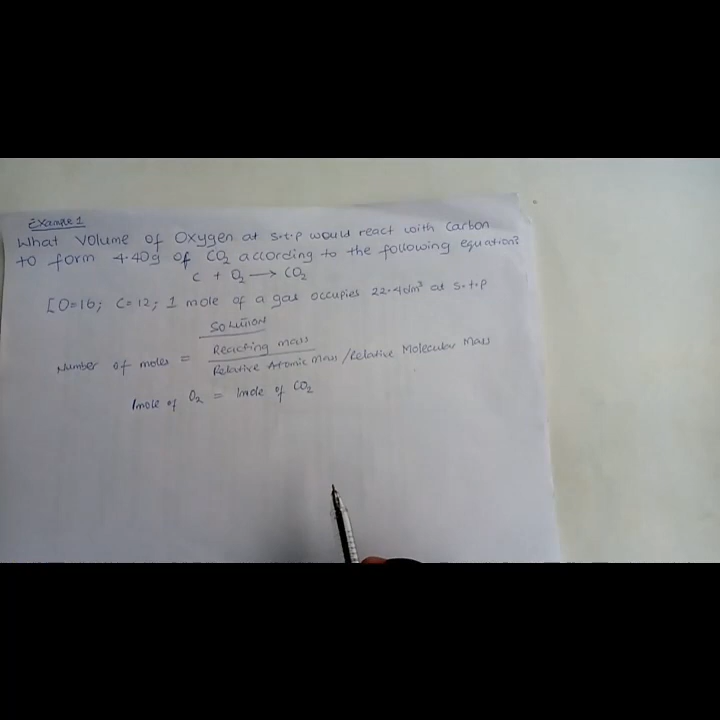 Example 1
What Volume of Oxygen at s.t.p would react with Carbon
to form 4.40g of CO₂ according to the following equation?
C + O₂ → CO₂
[O=16; C=12; 1 mole of a gas occupies 22.4dm³ at s.t.p
SOLUTION
Number of moles = Reacting mass
Relative Atomic Mass/Relative Molecular Mass
1mole of O₂ = 1mole of CO₂